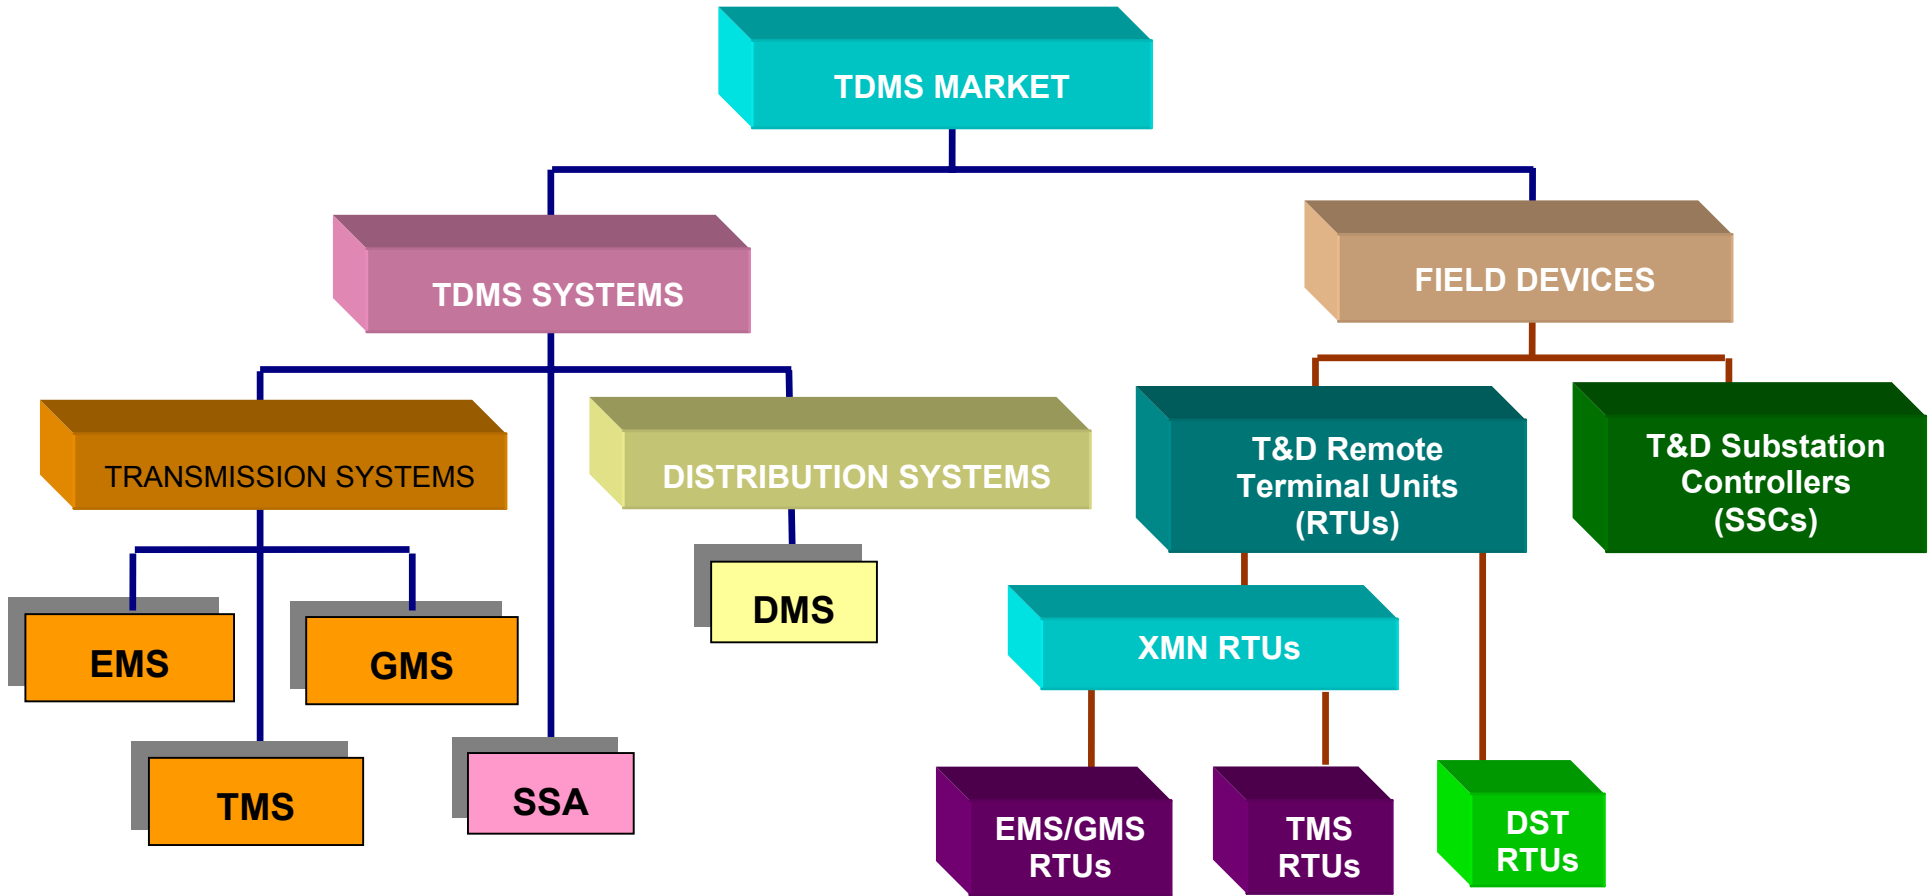 TDMS MARKET
TDMS SYSTEMS
FIELD DEVICES
TRANSMISSION SYSTEMS
DISTRIBUTION SYSTEMS
T&D Remote
Terminal Units
(RTUs)
T&D Substation
Controllers
(SSCs)
EMS
GMS
DMS
XMN RTUs
TMS
SSA
EMS/GMS
RTUs
TMS
RTUs
DST
RTUs